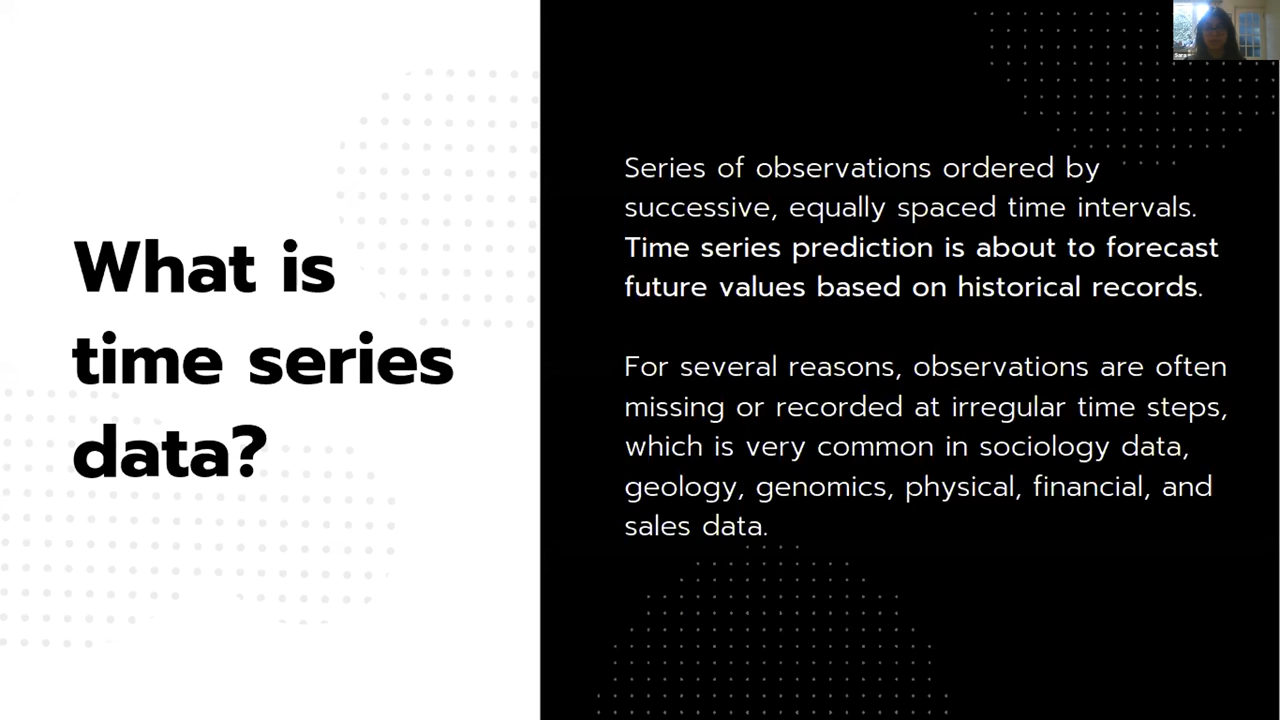 What is
time series
data?
Series of observations ordered by
successive, equally spaced time intervals.
Time series prediction is about to forecast
future values based on historical records.
For several reasons, observations are often
missing or recorded at irregular time steps,
which is very common in sociology data,
geology, genomics, physical, financial, and
sales data.